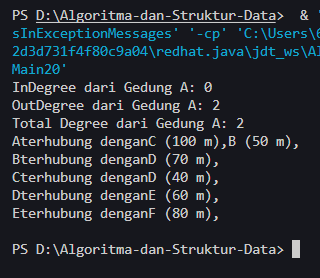 PS D:\Algoritma-dan-Struktur-Data>  & '
sInExceptionMessages' '-cp' 'C:\Users\6
2d3d731f4f80c9a04\redhat.java\jdt_ws\Al
Main20'
InDegree dari Gedung A: 0
OutDegree dari Gedung A: 2
Total Degree dari Gedung A: 2
Aterhubung denganC (100 m),B (50 m),
Bterhubung denganD (70 m),
Cterhubung denganD (40 m),
Dterhubung denganE (60 m),
Eterhubung denganF (80 m),
PS D:\Algoritma-dan-Struktur-Data>